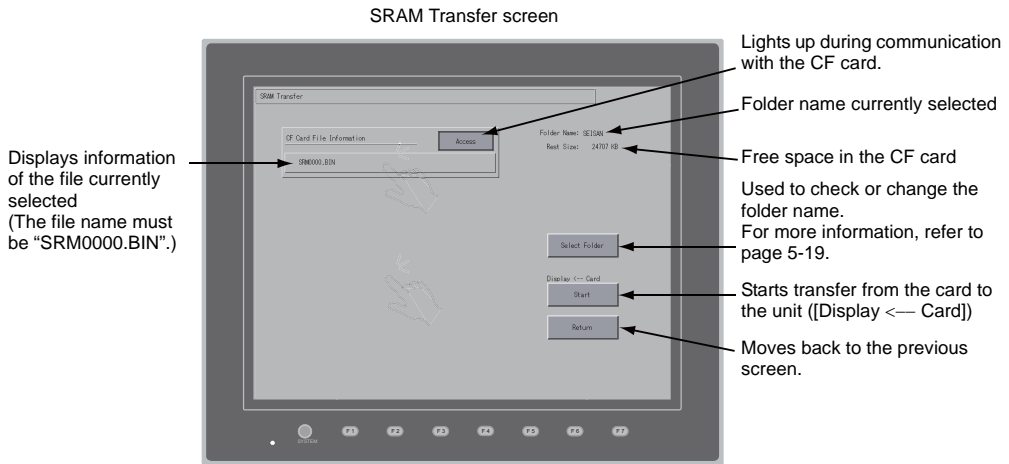 SRAM Transfer screen
Lights up during communication
with the CF card.
Folder name currently selected
Free space in the CF card
Used to check or change the
folder name.
For more information, refer to
page 5-19.
Starts transfer from the card to
the unit ([Display <-- Card])
Moves back to the previous
screen.
Displays information
of the file currently
selected
(The file name must
be “SRM0000.BIN”.)
SRAM Transfer
CF Card File Information
Access
SRM0000.BIN
Folder Name: SEISAN
Rest Size: 24707 KB
Select Folder
Display <-- Card
Start
Return
SYSTEM
F1
F2
F3
F4
F5
F6
F7